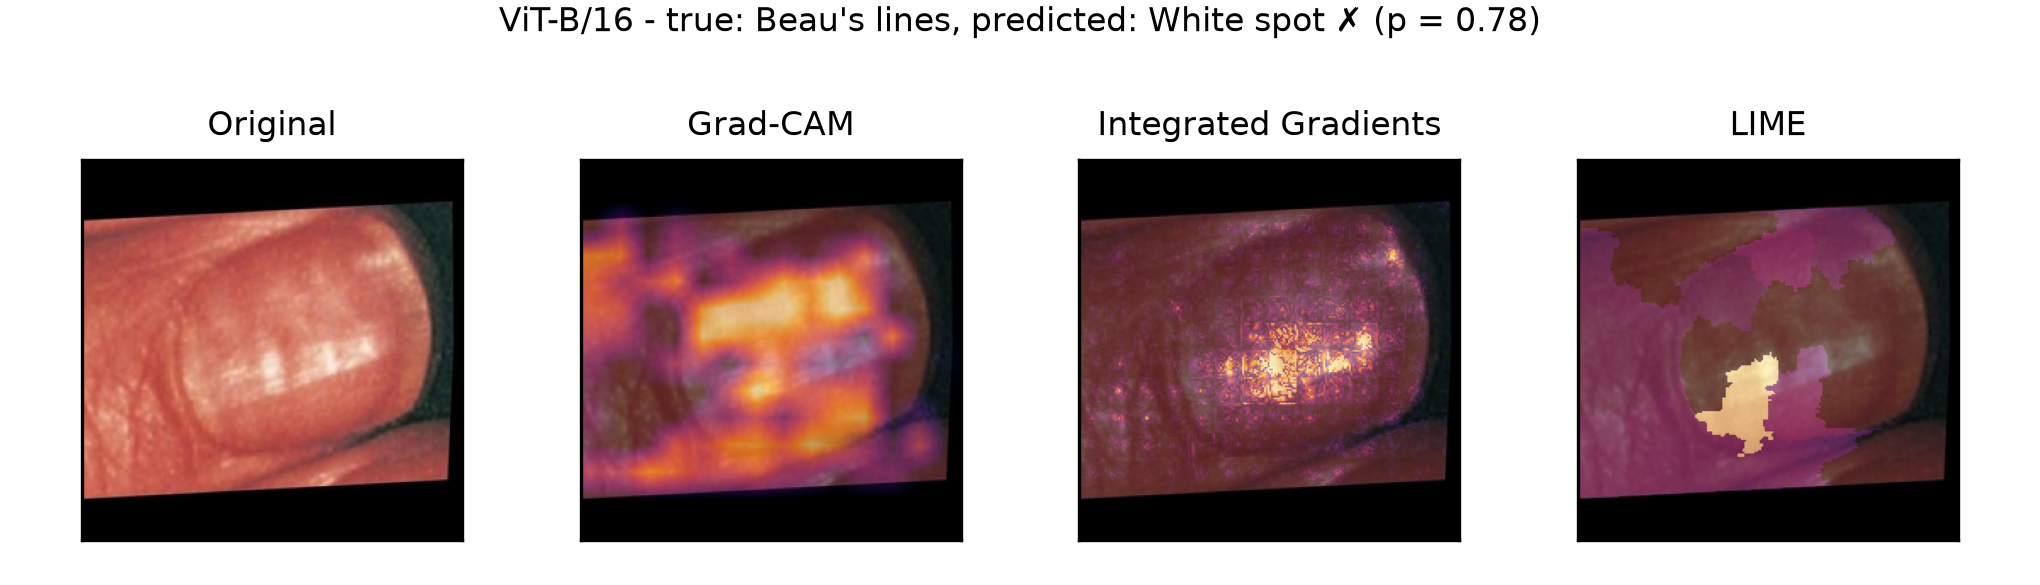 ViT-B/16 - true: Beau's lines, predicted: White spot ✗ (p = 0.78)
Original
Grad-CAM
Integrated Gradients
LIME